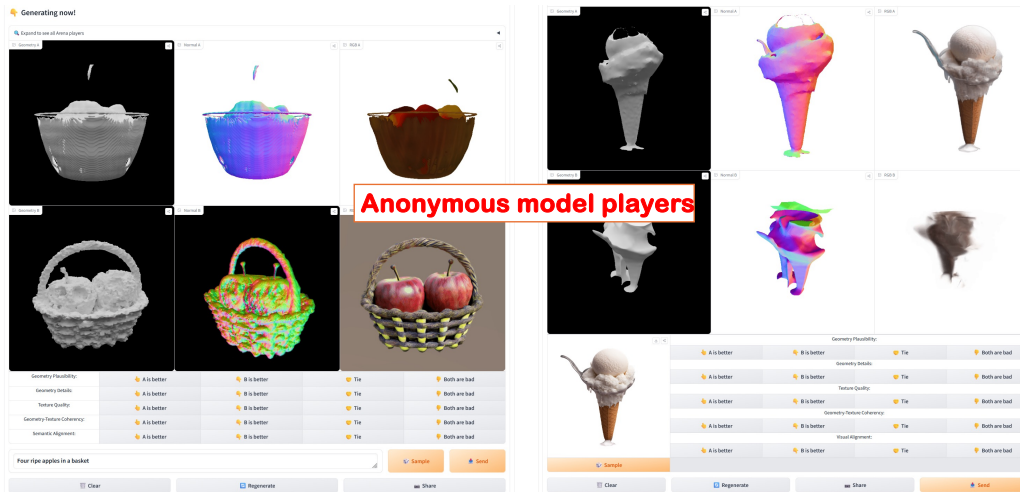 Generating now!
Expand to see all Arena players
Geometry A
Normal A
RGB A
Geometry B
Normal B
Geometry Plausibility:
A is better
B is better
Tie
Both are bad
Geometry Details:
A is better
B is better
Tie
Both are bad
Texture Quality:
A is better
B is better
Tie
Both are bad
Geometry-Texture Coherency:
A is better
B is better
Tie
Both are bad
Semantic Alignment:
A is better
B is better
Tie
Both are bad
Four ripe apples in a basket
Sample
Send
Clear
Regenerate
Share
Anonymous model players
Geometry A
Normal A
RGB A
Geometry B
Normal B
RGB B
Geometry Plausibility:
A is better
B is better
Tie
Both are bad
Geometry Details:
A is better
B is better
Tie
Both are bad
Texture Quality:
A is better
B is better
Tie
Both are bad
Geometry-Texture Coherency:
A is better
B is better
Tie
Both are bad
Visual Alignment:
A is better
B is better
Tie
Both are bad
Sample
Clear
Regenerate
Share
Send